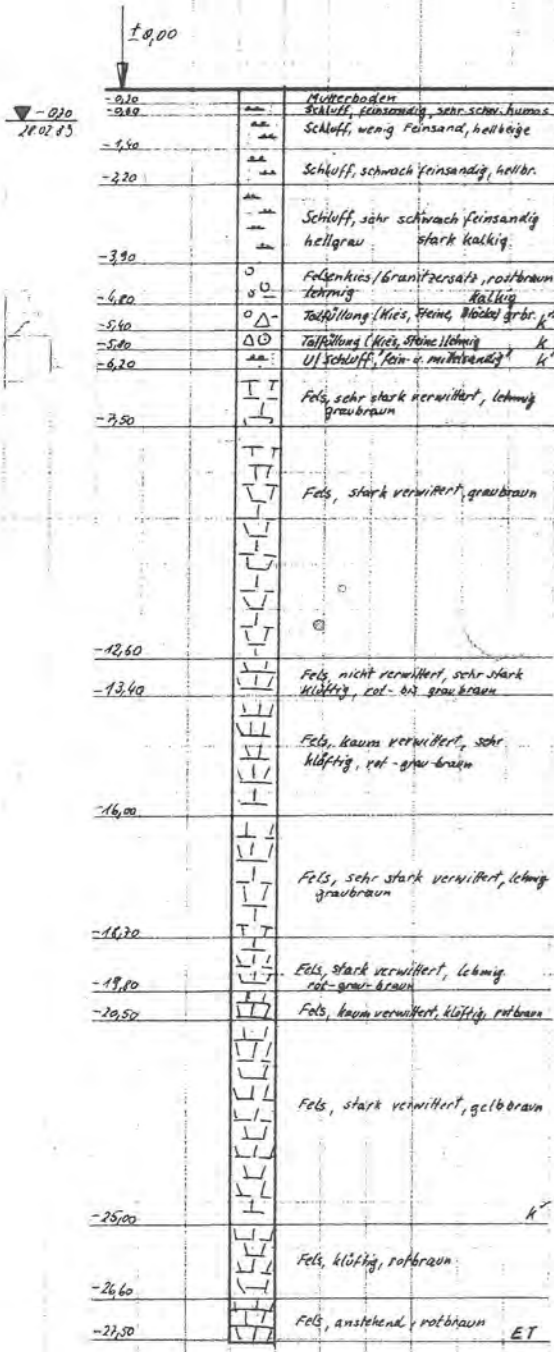 ± 0,00
-0,20 Mutterboden
-0,60 Schluff, feinsandig, sehr schw. humos
-0,70
28.02.83
Schluff, wenig Feinsand, hellbeige
-1,40
Schluff, schwach feinsandig, hellbr.
-2,20
Schluff, sehr schwach feinsandig
hellgrau stark kalkig
-3,90
Felsenkies/Granitzersatz, rostbraun
lehmig kalkig
-4,80
Talfüllung (Kies, Steine, Blöcke) grbr. k
-5,40
Talfüllung (Kies, Steine) lehmig k
-5,80
U/ Schluff, fein- u. mittelsandig k
-6,20
Fels, sehr stark verwittert, lehmig
graubraun
-7,50
Fels, stark verwittert, graubraun
-12,60
Fels, nicht verwittert, sehr stark
klüftig, rot- bis graubraun
-13,40
Fels, kaum verwittert, sehr
klüftig, rot-grau-braun
-16,00
Fels, sehr stark verwittert, lehmig
graubraun
-18,70
Fels, stark verwittert, lehmig
rot-grau-braun
-19,80
Fels, kaum verwittert, klüftig, rotbraun
-20,50
Fels, stark verwittert, gelbbraun
-25,00 k
Fels, klüftig, rotbraun
-26,60
Fels, anstehend, rotbraun
-27,50 ET